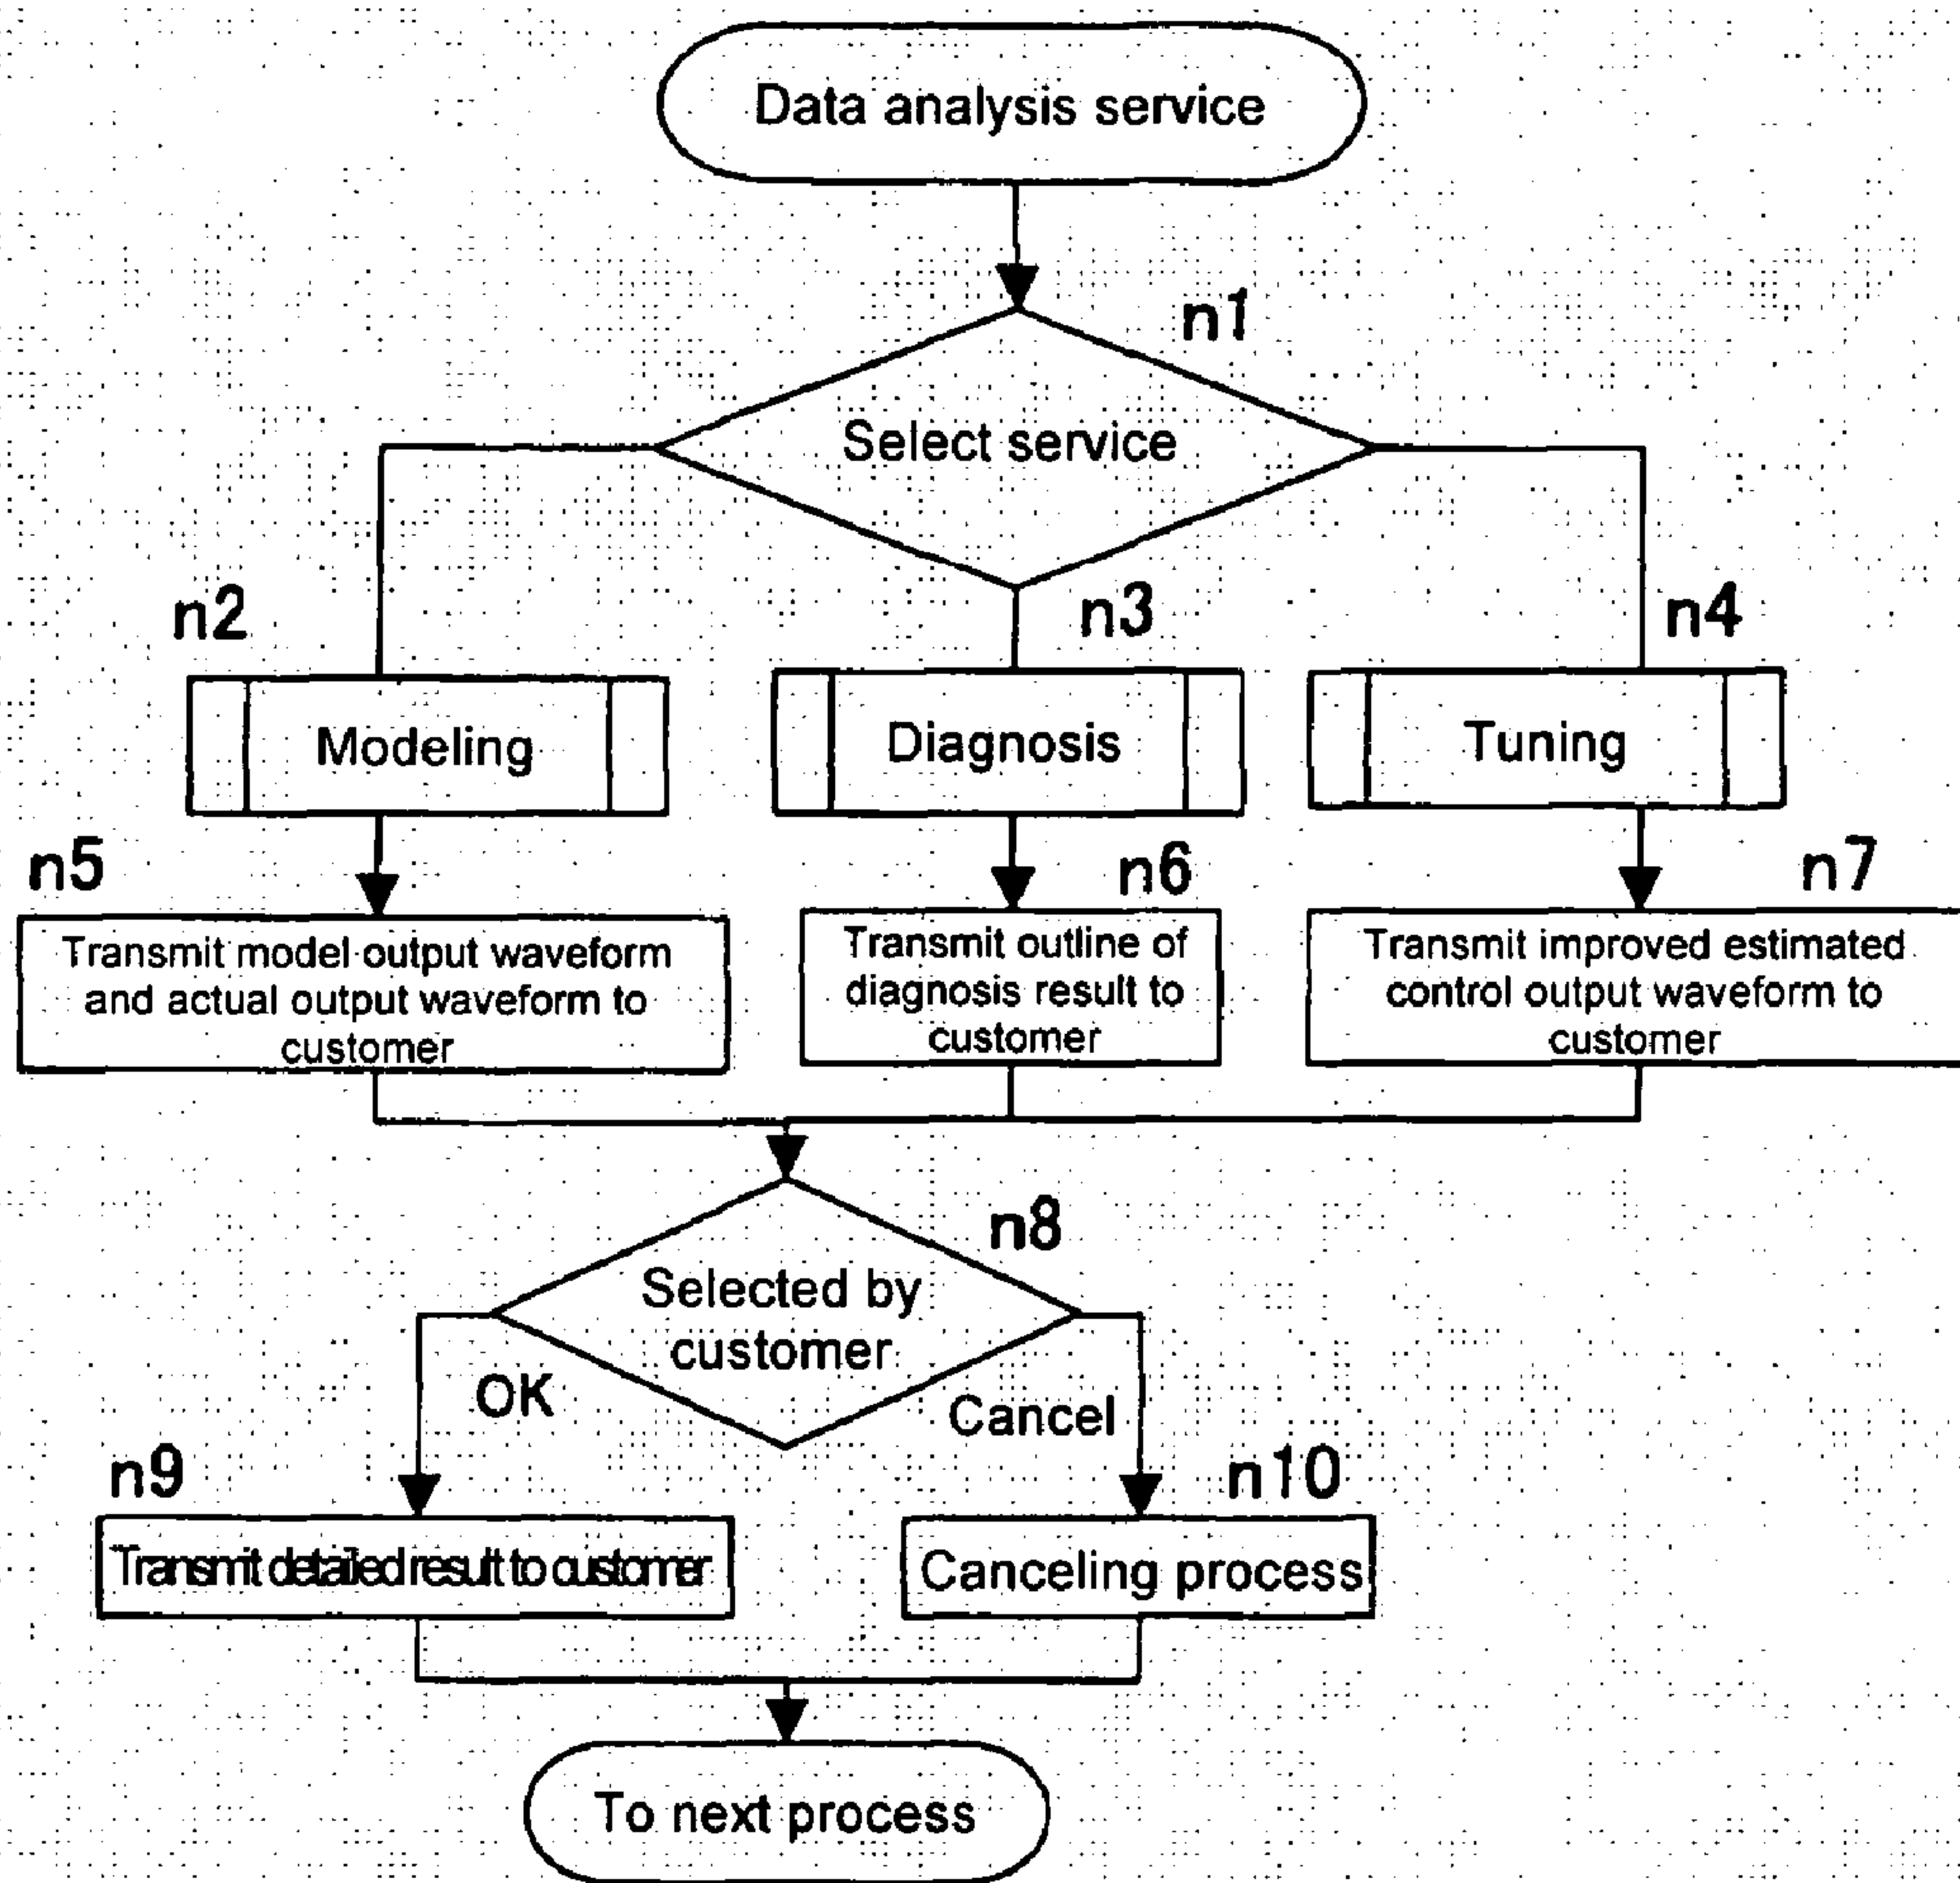 Data analysis service
n1
Select service
n2
n3
n4
Modeling
Diagnosis
Tuning
n5
n6
n7
Transmit model output waveform
and actual output waveform to
customer
Transmit outline of
diagnosis result to
customer
Transmit improved estimated
control output waveform to
customer
n8
Selected by
customer
OK
Cancel
n9
n10
Transmit detailed result to customer
Canceling process
To next process